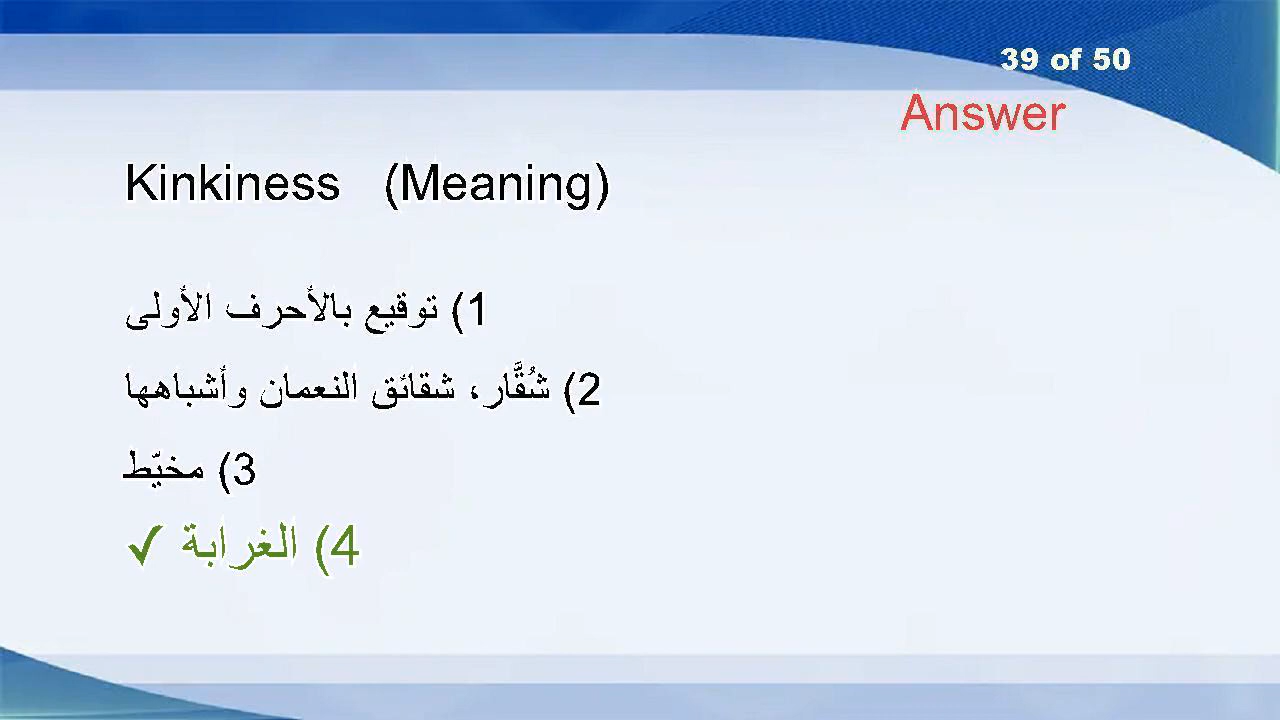 39 of 50
Answer
Kinkiness (Meaning)
1) توقيع بالأحرف الأولى
2) شُقَّار، شقائق النعمان وأشباهها
3) مخيّط
4) الغرابة ✓